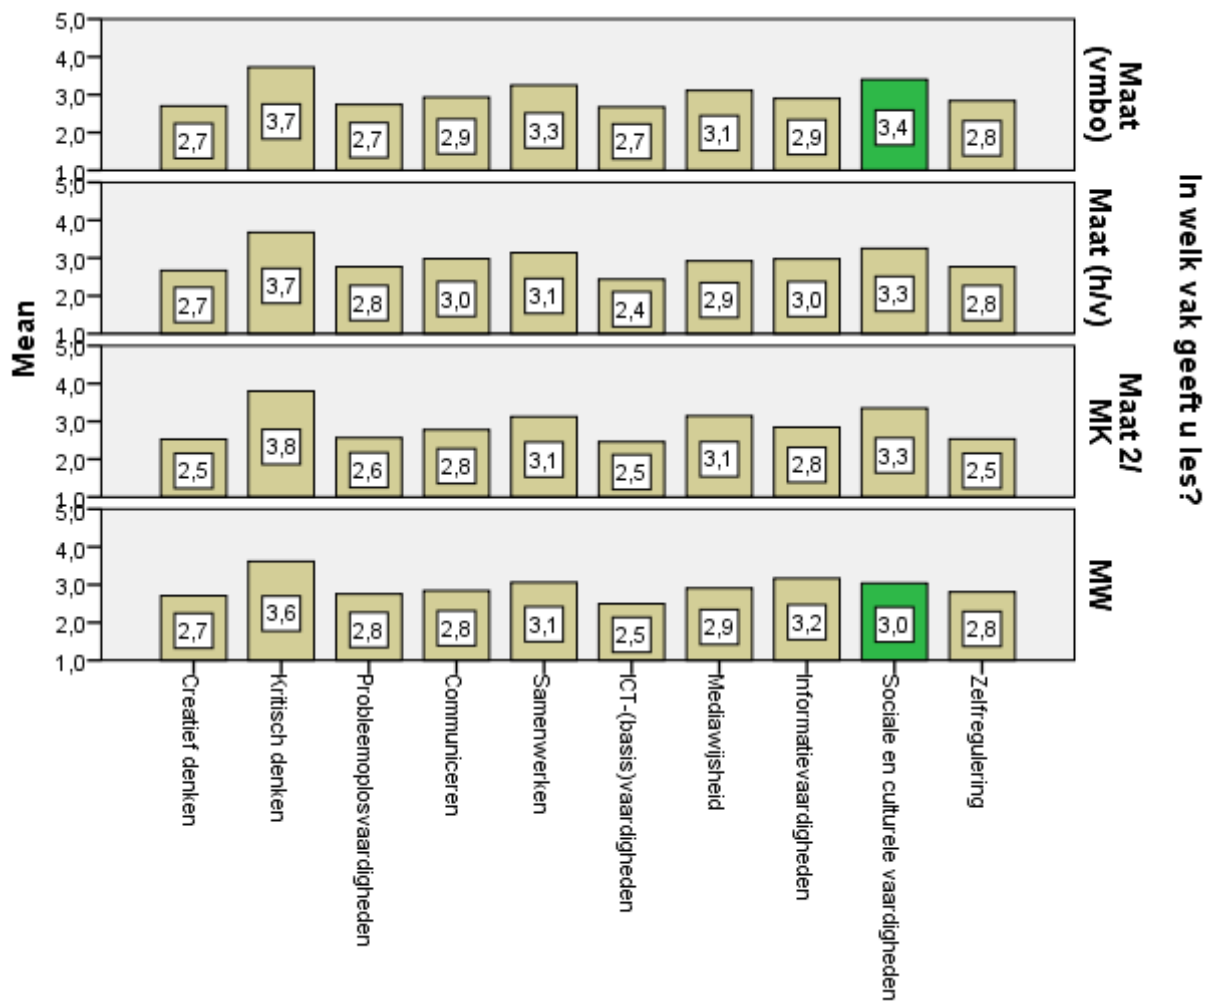 In welk vak geeft u les?
Mean
Maat
(vmbo)
5,0
4,0
3,0
2,0
1,0
2,7 3,7 2,7 2,9 3,3 2,7 3,1 2,9 3,4 2,8
Maat (h/v)
5,0
4,0
3,0
2,0
1,0
2,7 3,7 2,8 3,0 3,1 2,4 2,9 3,0 3,3 2,8
Maat 2/
MK
5,0
4,0
3,0
2,0
1,0
2,5 3,8 2,6 2,8 3,1 2,5 3,1 2,8 3,3 2,5
MW
5,0
4,0
3,0
2,0
1,0
2,7 3,6 2,8 2,8 3,1 2,5 2,9 3,2 3,0 2,8
Creatief denken
Kritisch denken
Probleemoplosvaardigheden
Communiceren
Samenwerken
ICT-(basis)vaardigheden
Mediawijsheid
Informatievaardigheden
Sociale en culturele vaardigheden
Zelfregulering